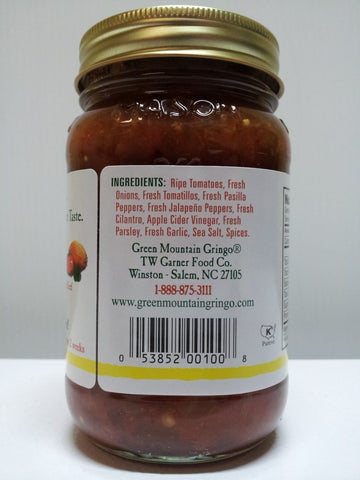 INGREDIENTS: Ripe Tomatoes, Fresh
Onions, Fresh Tomatillos, Fresh Pasilla
Peppers, Fresh Jalapeño Peppers, Fresh
Cilantro, Apple Cider Vinegar, Fresh
Parsley, Fresh Garlic, Sea Salt, Spices.
Green Mountain Gringo®
TW Garner Food Co.
Winston - Salem, NC 27105
1-888-875-3111
www.greenmountaingringo.com
0 53852 00100 8
Taste.
K